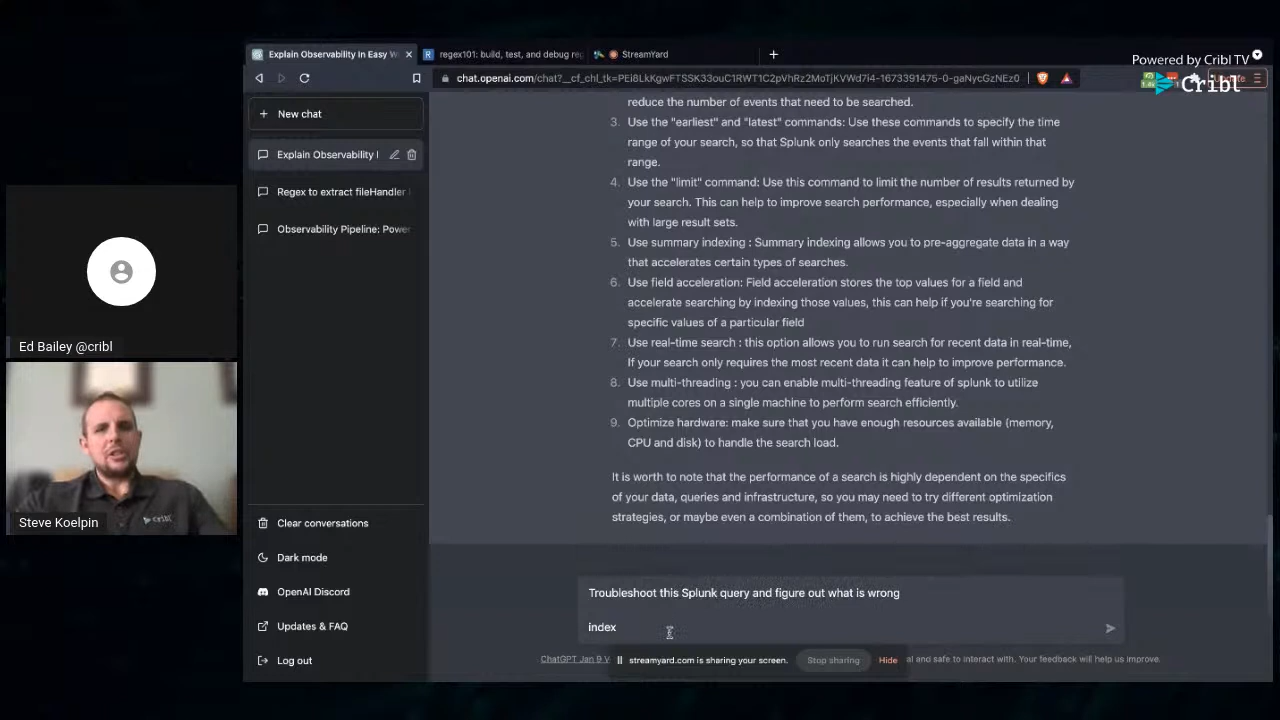 Explain Observability In Easy W
regex101: build, test, and debug reg
StreamYard
Powered by Cribl TV
chat.openai.com/chat?__cf_chl_tk=PEi8LkKgwFTSSK33ouC1RWT1C2pVhRz2MoTjKVWd7i4-1673391475-0-gaNycGzNEz0
Cribl
New chat
Explain Observability I
Regex to extract fileHandler
Observability Pipeline: Power
reduce the number of events that need to be searched.
3. Use the "earliest" and "latest" commands: Use these commands to specify the time
range of your search, so that Splunk only searches the events that fall within that
range.
4. Use the "limit" command: Use this command to limit the number of results returned by
your search. This can help to improve search performance, especially when dealing
with large result sets.
5. Use summary indexing : Summary indexing allows you to pre-aggregate data in a way
that accelerates certain types of searches.
6. Use field acceleration: Field acceleration stores the top values for a field and
accelerate searching by indexing those values, this can help if you're searching for
specific values of a particular field
7. Use real-time search : this option allows you to run search for recent data in real-time,
If your search only requires the most recent data it can help to improve performance.
8. Use multi-threading : you can enable multi-threading feature of splunk to utilize
multiple cores on a single machine to perform search efficiently.
9. Optimize hardware: make sure that you have enough resources available (memory,
CPU and disk) to handle the search load.
It is worth to note that the performance of a search is highly dependent on the specifics
of your data, queries and infrastructure, so you may need to try different optimization
strategies, or maybe even a combination of them, to achieve the best results.
Ed Bailey @cribl
Steve Koelpin
Cribl
Clear conversations
Dark mode
OpenAI Discord
Updates & FAQ
Log out
Troubleshoot this Splunk query and figure out what is wrong
index
ChatGPT Jan 9 V
streamyard.com is sharing your screen.
Stop sharing
Hide
al and safe to interact with. Your feedback will help us improve.